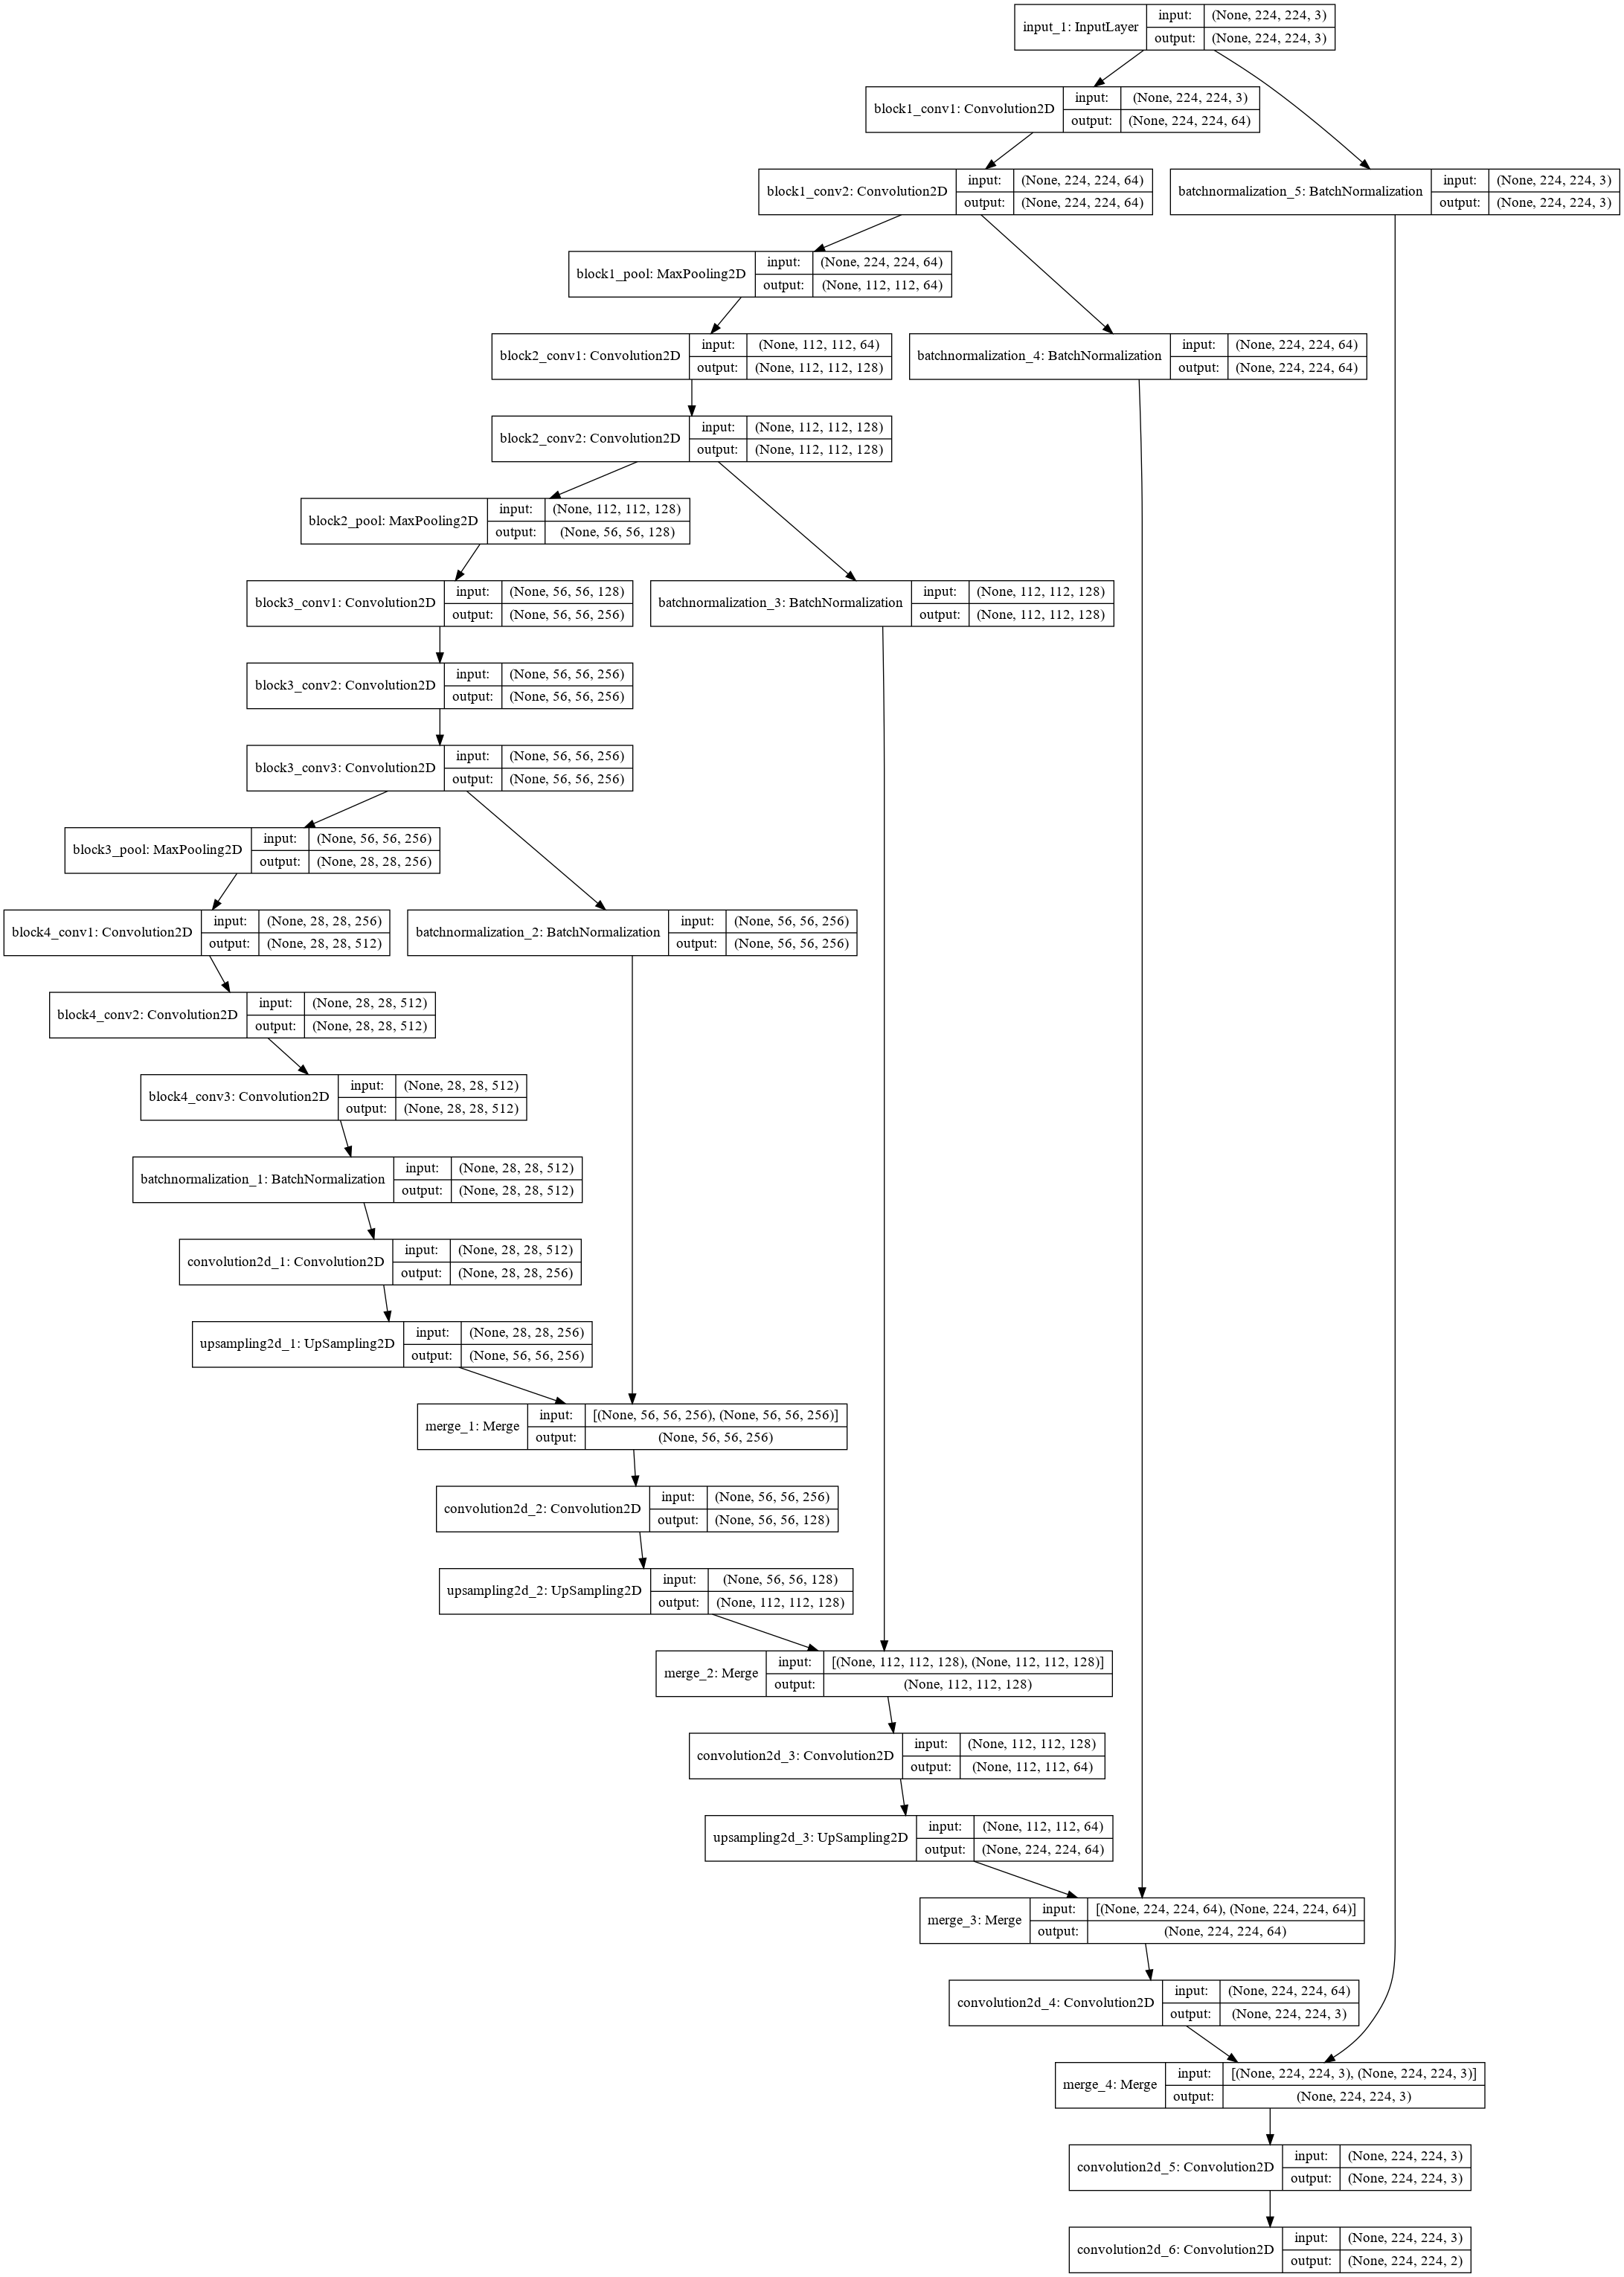 input_1: InputLayer
input: (None, 224, 224, 3)
output: (None, 224, 224, 3)
block1_conv1: Convolution2D
input: (None, 224, 224, 3)
output: (None, 224, 224, 64)
block1_conv2: Convolution2D
input: (None, 224, 224, 64)
output: (None, 224, 224, 64)
batchnormalization_5: BatchNormalization
input: (None, 224, 224, 3)
output: (None, 224, 224, 3)
block1_pool: MaxPooling2D
input: (None, 224, 224, 64)
output: (None, 112, 112, 64)
block2_conv1: Convolution2D
input: (None, 112, 112, 64)
output: (None, 112, 112, 128)
batchnormalization_4: BatchNormalization
input: (None, 224, 224, 64)
output: (None, 224, 224, 64)
block2_conv2: Convolution2D
input: (None, 112, 112, 128)
output: (None, 112, 112, 128)
block2_pool: MaxPooling2D
input: (None, 112, 112, 128)
output: (None, 56, 56, 128)
block3_conv1: Convolution2D
input: (None, 56, 56, 128)
output: (None, 56, 56, 256)
batchnormalization_3: BatchNormalization
input: (None, 112, 112, 128)
output: (None, 112, 112, 128)
block3_conv2: Convolution2D
input: (None, 56, 56, 256)
output: (None, 56, 56, 256)
block3_conv3: Convolution2D
input: (None, 56, 56, 256)
output: (None, 56, 56, 256)
block3_pool: MaxPooling2D
input: (None, 56, 56, 256)
output: (None, 28, 28, 256)
block4_conv1: Convolution2D
input: (None, 28, 28, 256)
output: (None, 28, 28, 512)
batchnormalization_2: BatchNormalization
input: (None, 56, 56, 256)
output: (None, 56, 56, 256)
block4_conv2: Convolution2D
input: (None, 28, 28, 512)
output: (None, 28, 28, 512)
block4_conv3: Convolution2D
input: (None, 28, 28, 512)
output: (None, 28, 28, 512)
batchnormalization_1: BatchNormalization
input: (None, 28, 28, 512)
output: (None, 28, 28, 512)
convolution2d_1: Convolution2D
input: (None, 28, 28, 512)
output: (None, 28, 28, 256)
upsampling2d_1: UpSampling2D
input: (None, 28, 28, 256)
output: (None, 56, 56, 256)
merge_1: Merge
input: [(None, 56, 56, 256), (None, 56, 56, 256)]
output: (None, 56, 56, 256)
convolution2d_2: Convolution2D
input: (None, 56, 56, 256)
output: (None, 56, 56, 128)
upsampling2d_2: UpSampling2D
input: (None, 56, 56, 128)
output: (None, 112, 112, 128)
merge_2: Merge
input: [(None, 112, 112, 128), (None, 112, 112, 128)]
output: (None, 112, 112, 128)
convolution2d_3: Convolution2D
input: (None, 112, 112, 128)
output: (None, 112, 112, 64)
upsampling2d_3: UpSampling2D
input: (None, 112, 112, 64)
output: (None, 224, 224, 64)
merge_3: Merge
input: [(None, 224, 224, 64), (None, 224, 224, 64)]
output: (None, 224, 224, 64)
convolution2d_4: Convolution2D
input: (None, 224, 224, 64)
output: (None, 224, 224, 3)
merge_4: Merge
input: [(None, 224, 224, 3), (None, 224, 224, 3)]
output: (None, 224, 224, 3)
convolution2d_5: Convolution2D
input: (None, 224, 224, 3)
output: (None, 224, 224, 3)
convolution2d_6: Convolution2D
input: (None, 224, 224, 3)
output: (None, 224, 224, 2)